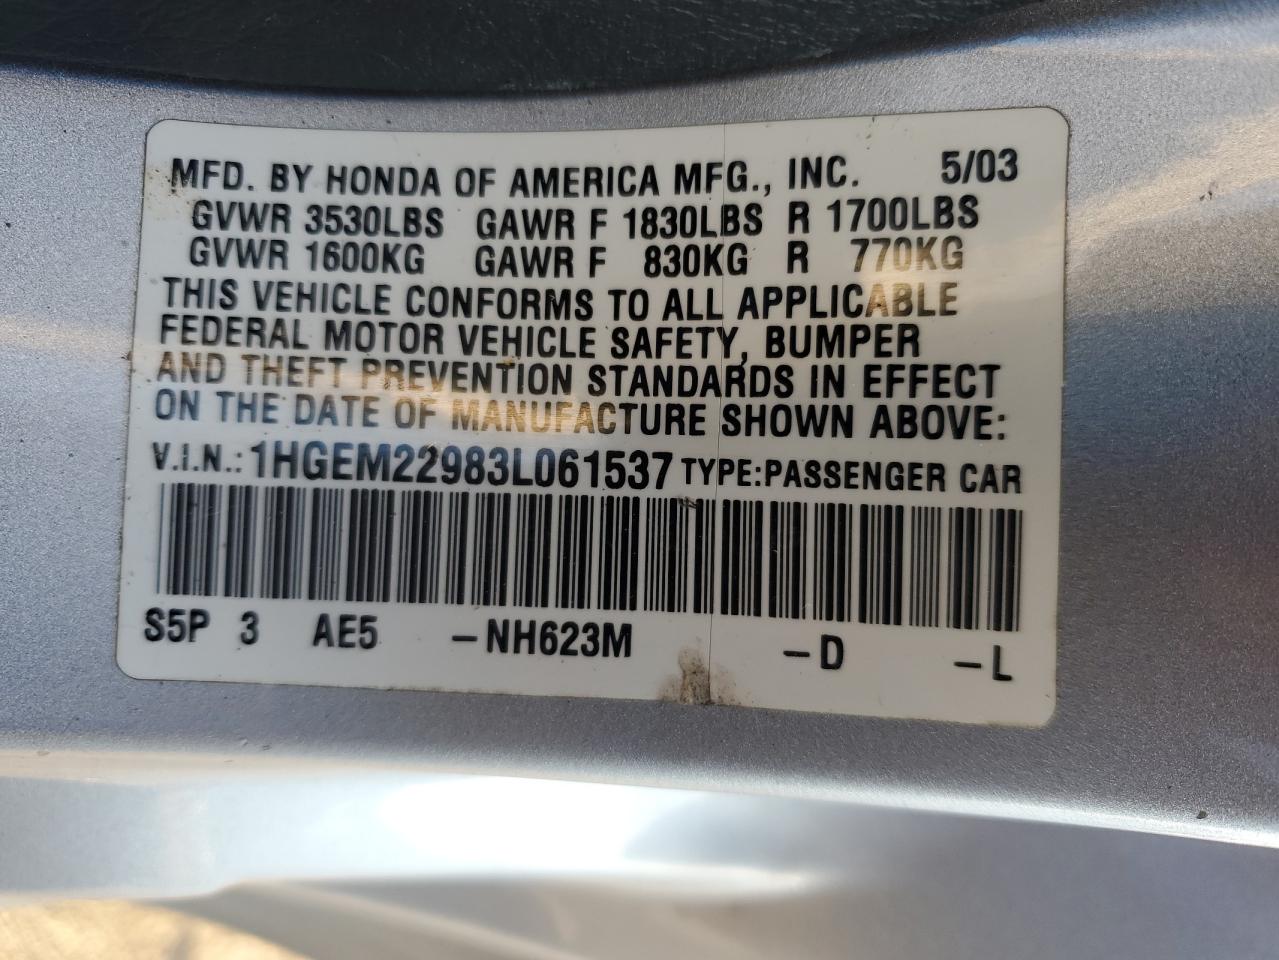 MFD. BY HONDA OF AMERICA MFG., INC. 5/03
GVWR 3530LBS GAWR F 1830LBS R 1700LBS
GVWR 1600KG GAWR F 830KG R 770KG
THIS VEHICLE CONFORMS TO ALL APPLICABLE
FEDERAL MOTOR VEHICLE SAFETY, BUMPER
AND THEFT PREVENTION STANDARDS IN EFFECT
ON THE DATE OF MANUFACTURE SHOWN ABOVE:
V.I.N.: 1HGEM22983L061537 TYPE:PASSENGER CAR
S5P 3 AE5 -NH623M -D -L